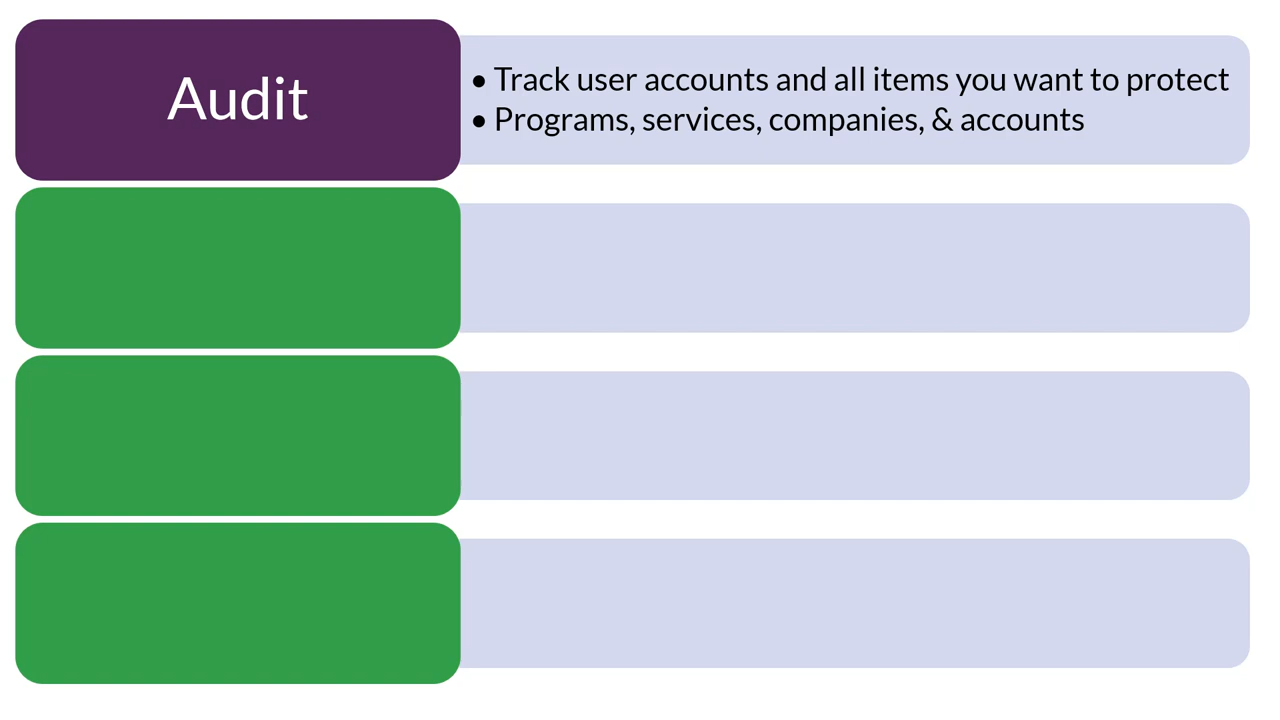 Audit
• Track user accounts and all items you want to protect
• Programs, services, companies, & accounts